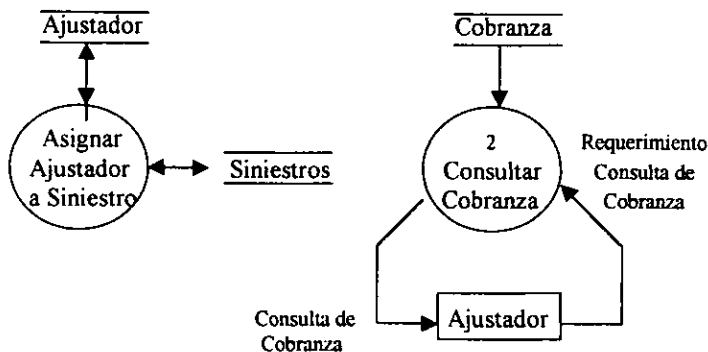 Ajustador
Asignar
Ajustador
a Siniestro
Siniestros
Cobranza
2
Consultar
Cobranza
Requerimiento
Consulta de
Cobranza
Consulta de
Cobranza
Ajustador